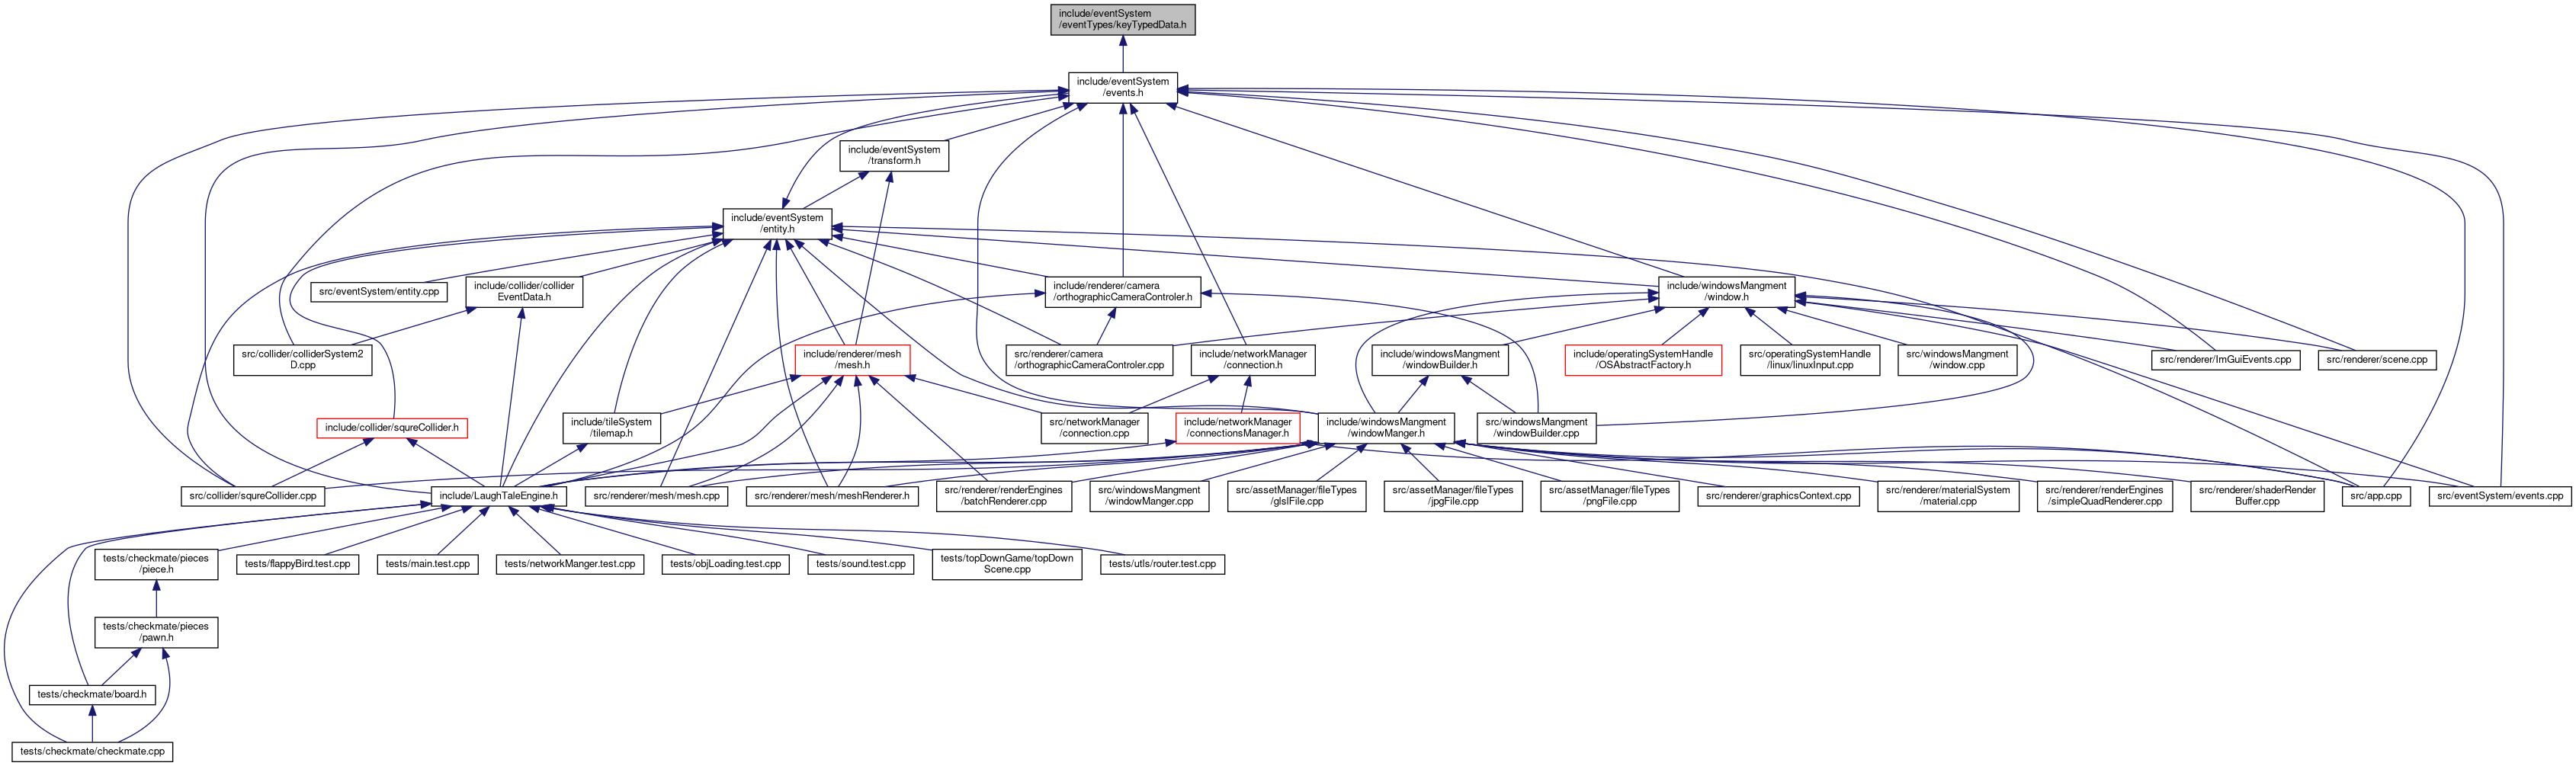 include/eventSystem
/eventTypes/keyTypedData.h
include/eventSystem
/events.h
include/eventSystem
/transform.h
include/eventSystem
/entity.h
src/eventSystem/entity.cpp
include/collider/collider
EventData.h
include/renderer/camera
/orthographicCameraControler.h
include/windowsMangment
/window.h
src/collider/colliderSystem2
D.cpp
include/renderer/mesh
/mesh.h
src/renderer/camera
/orthographicCameraControler.cpp
include/networkManager
/connection.h
include/windowsMangment
/windowBuilder.h
include/operatingSystemHandle
/OSAbstractFactory.h
src/operatingSystemHandle
/linux/linuxInput.cpp
src/windowsMangment
/window.cpp
src/renderer/ImGuiEvents.cpp
src/renderer/scene.cpp
include/collider/squreCollider.h
include/tileSystem
/tilemap.h
src/networkManager
/connection.cpp
include/networkManager
/connectionsManager.h
include/windowsMangment
/windowManger.h
src/windowsMangment
/windowBuilder.cpp
src/collider/squreCollider.cpp
include/LaughTaleEngine.h
src/renderer/mesh/mesh.cpp
src/renderer/mesh/meshRenderer.h
src/renderer/renderEngines
/batchRenderer.cpp
src/windowsMangment
/windowManger.cpp
src/assetManager/fileTypes
/glslFile.cpp
src/assetManager/fileTypes
/jpgFile.cpp
src/assetManager/fileTypes
/pngFile.cpp
src/renderer/graphicsContext.cpp
src/renderer/materialSystem
/material.cpp
src/renderer/renderEngines
/simpleQuadRenderer.cpp
src/renderer/shaderRender
Buffer.cpp
src/app.cpp
src/eventSystem/events.cpp
tests/checkmate/pieces
/piece.h
tests/flappyBird.test.cpp
tests/main.test.cpp
tests/networkManger.test.cpp
tests/objLoading.test.cpp
tests/sound.test.cpp
tests/topDownGame/topDown
Scene.cpp
tests/utls/router.test.cpp
tests/checkmate/pieces
/pawn.h
tests/checkmate/board.h
tests/checkmate/checkmate.cpp